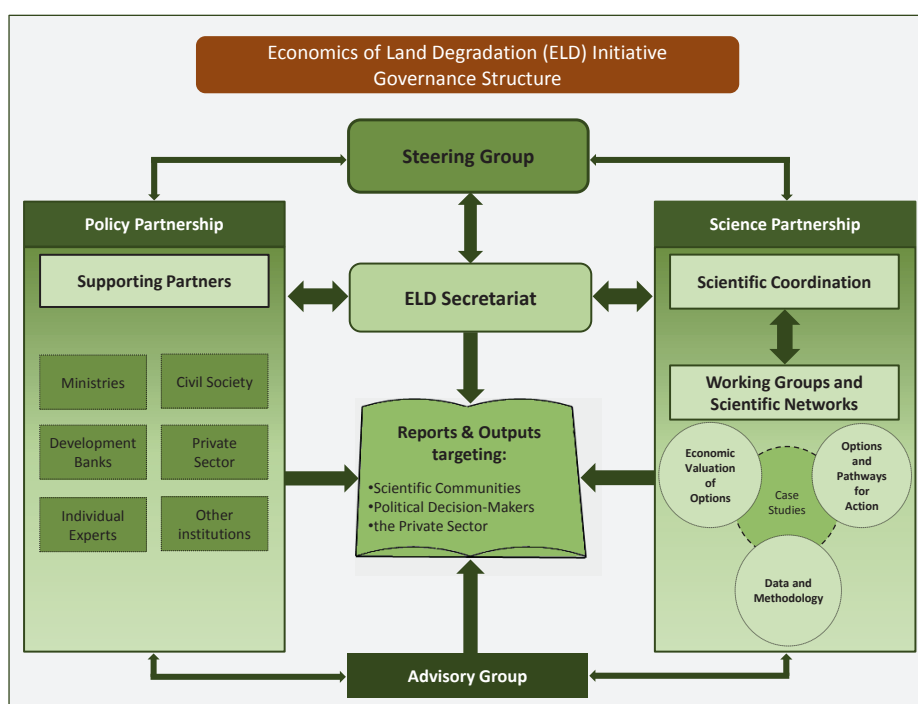 Economics of Land Degradation (ELD) Initiative
Governance Structure
Steering Group
Policy Partnership
Supporting Partners
Ministries
Civil Society
Development
Banks
Private
Sector
Individual
Experts
Other
institutions
ELD Secretariat
Reports & Outputs
targeting:
•Scientific Communities
•Political Decision-Makers
•the Private Sector
Science Partnership
Scientific Coordination
Working Groups and
Scientific Networks
Economic
Valuation
of
Options
Case
Studies
Options
and
Pathways
for
Action
Data and
Methodology
Advisory Group